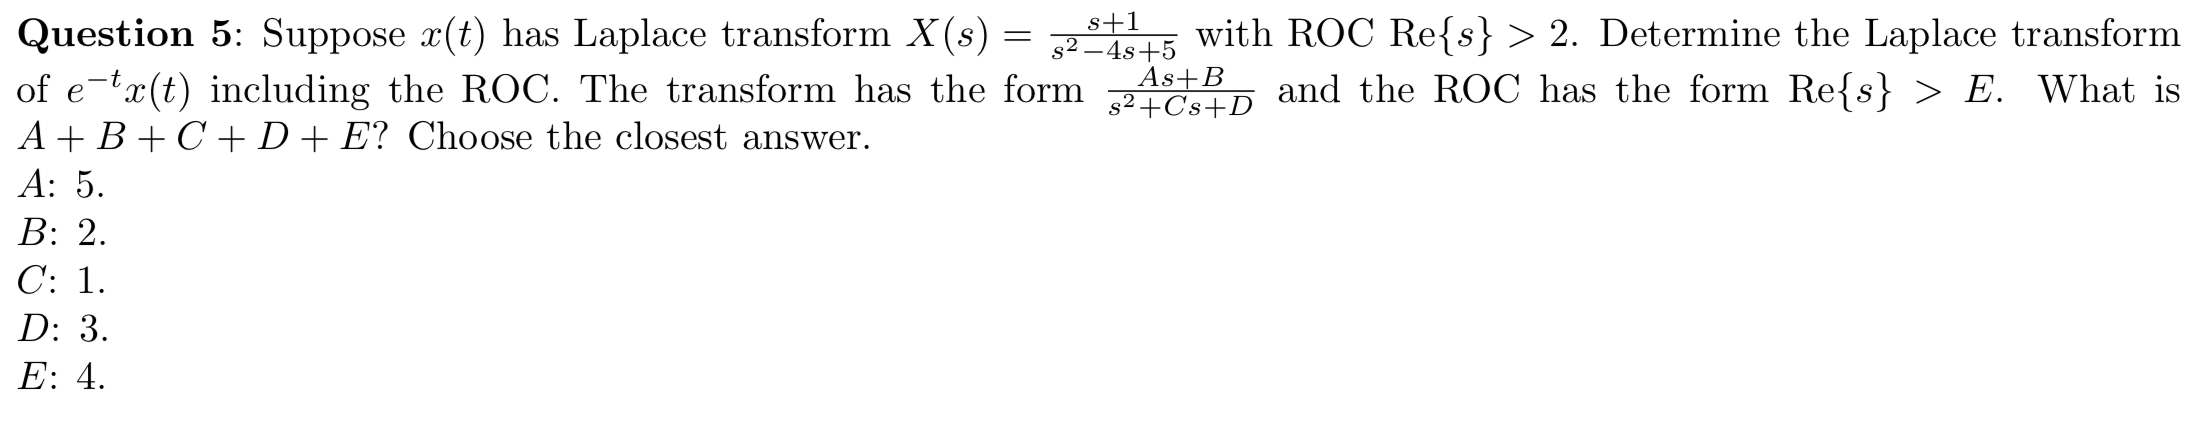 Question 5: Suppose $x(t)$ has Laplace transform $X(s) = \frac{s+1}{s^2-4s+5}$ with ROC Re{$s$} > 2. Determine the Laplace transform
of $e^{-t}x(t)$ including the ROC. The transform has the form $\frac{As+B}{s^2+Cs+D}$ and the ROC has the form Re{$s$} > $E$. What is
$A + B + C + D + E$? Choose the closest answer.
A: 5.
B: 2.
C: 1.
D: 3.
E: 4.